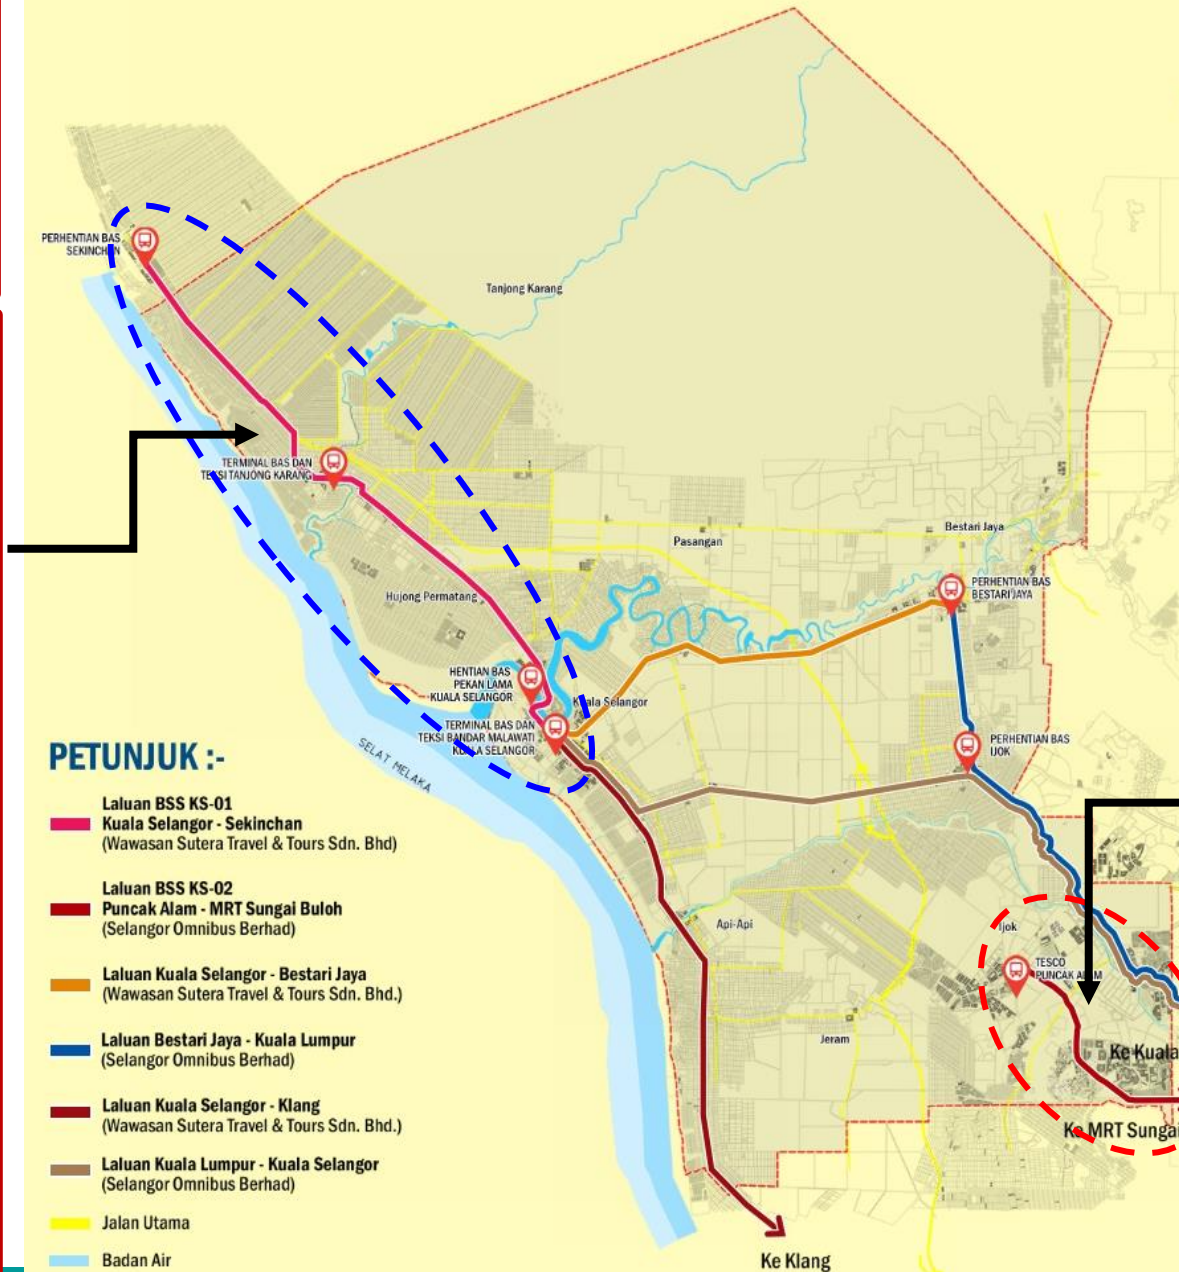 PERHENTIAN BAS
SEKINCHAN
Tanjong Karang
TERMINAL BAS DAN
TEKSI TANJONG KARANG
Pasangan
Bestari Jaya
PERHENTIAN BAS
BESTARI JAYA
Hujong Permatang
HENTIAN BAS
PEKAN LAMA
KUALA SELANGOR
Kuala Selangor
TERMINAL BAS DAN
TEKSI BANDAR MALAWATI
KUALA SELANGOR
PERHENTIAN BAS
IJOK
SELAT MELAKA
Api-Api
Ijok
TESCO
PUNCAK ALAM
Jeram
Ke Kuala
Ke MRT Sungai
Ke Klang
PETUNJUK :-
Laluan BSS KS-01
Kuala Selangor - Sekinchan
(Wawasan Sutera Travel & Tours Sdn. Bhd)
Laluan BSS KS-02
Puncak Alam - MRT Sungai Buloh
(Selangor Omnibus Berhad)
Laluan Kuala Selangor - Bestari Jaya
(Wawasan Sutera Travel & Tours Sdn. Bhd.)
Laluan Bestari Jaya - Kuala Lumpur
(Selangor Omnibus Berhad)
Laluan Kuala Selangor - Klang
(Wawasan Sutera Travel & Tours Sdn. Bhd.)
Laluan Kuala Lumpur - Kuala Selangor
(Selangor Omnibus Berhad)
Jalan Utama
Badan Air